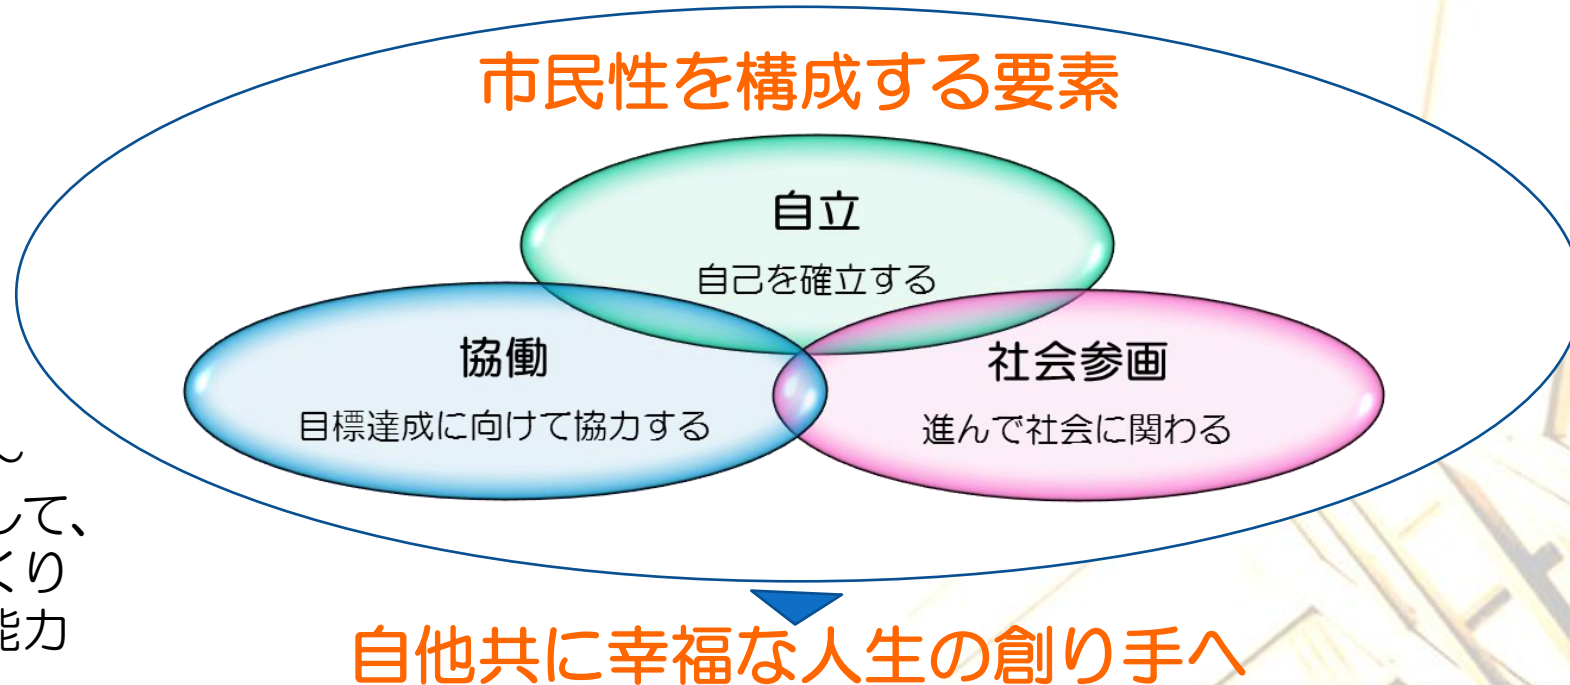 市民性を構成する要素
自立
自己を確立する
協働
目標達成に向けて協力する
社会参画
進んで社会に関わる
して、
くり
能力
自他共に幸福な人生の創り手へ